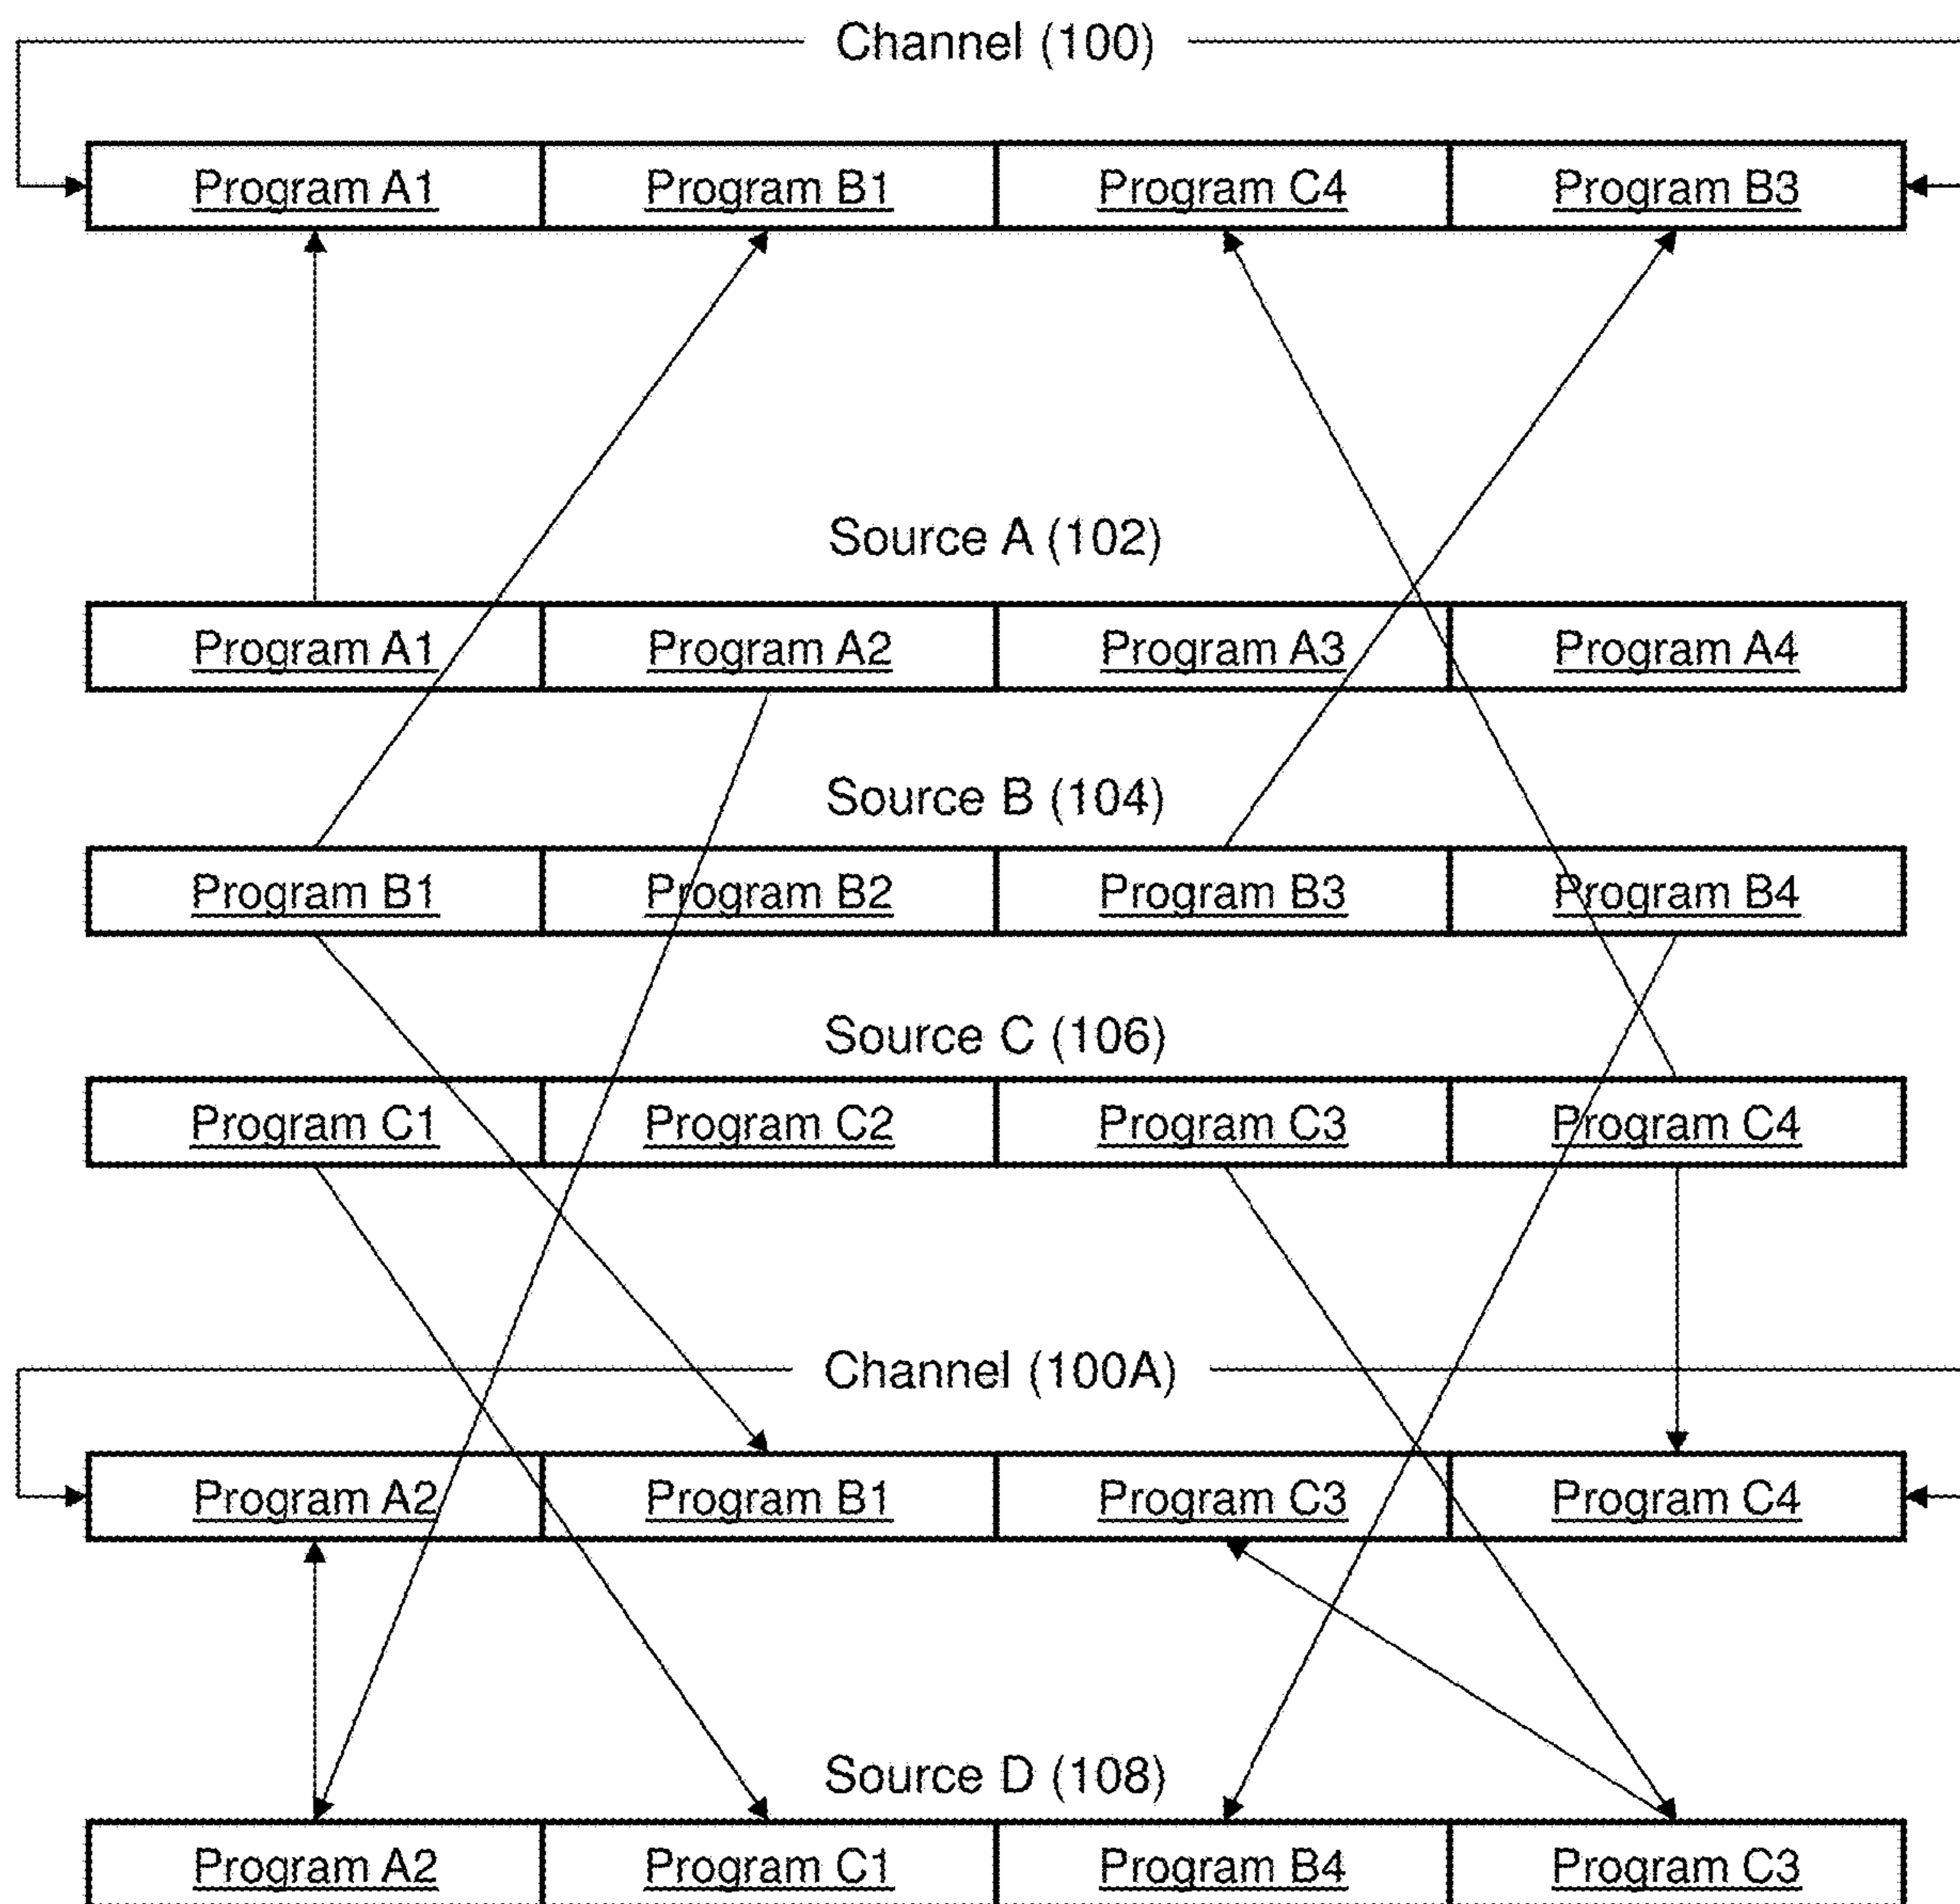 Channel (100)
Program A1 Program B1 Program C4 Program B3
Source A (102)
Program A1 Program A2 Program A3 Program A4
Source B (104)
Program B1 Program B2 Program B3 Program B4
Source C (106)
Program C1 Program C2 Program C3 Program C4
Channel (100A)
Program A2 Program B1 Program C3 Program C4
Source D (108)
Program A2 Program C1 Program B4 Program C3